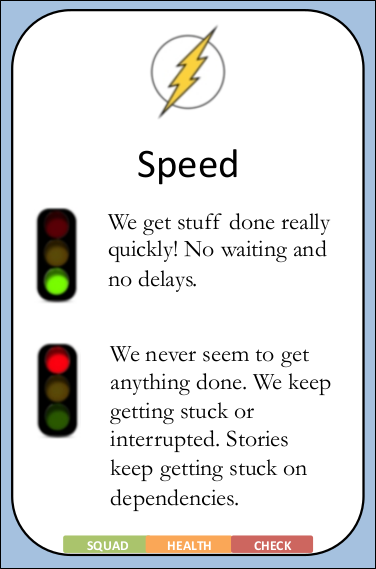 Speed
We get stuff done really
quickly! No waiting and
no delays.
We never seem to get
anything done. We keep
getting stuck or
interrupted. Stories
keep getting stuck on
dependencies.
SQUAD HEALTH CHECK